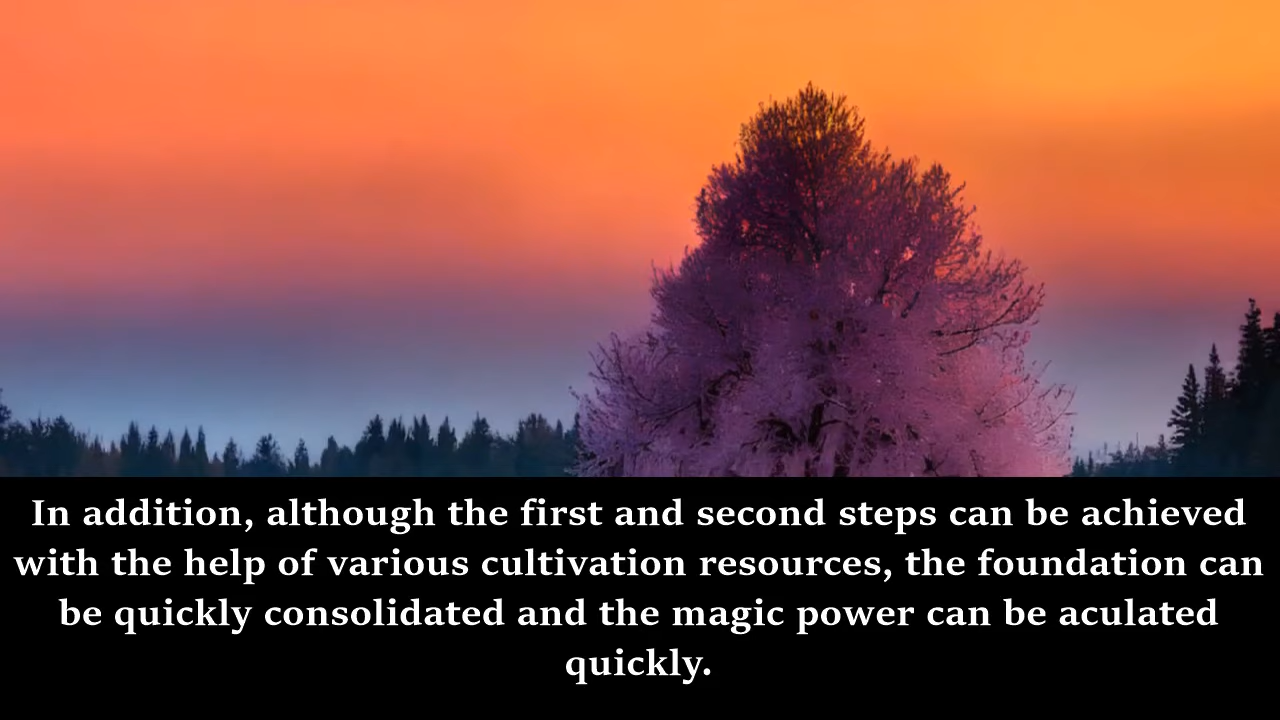 In addition, although the first and second steps can be achieved
with the help of various cultivation resources, the foundation can
be quickly consolidated and the magic power can be aculated
quickly.